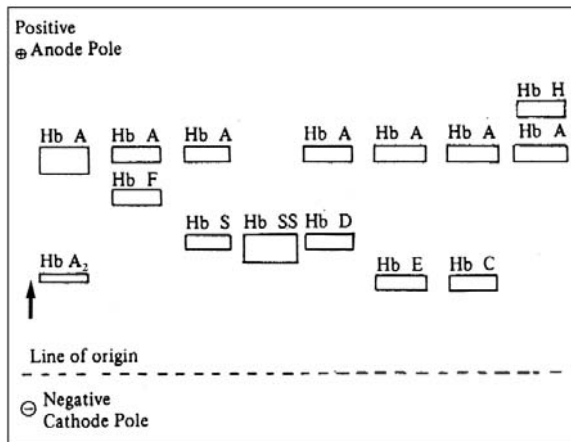 Positive
⊕ Anode Pole
Hb H
Hb A Hb A Hb A Hb A Hb A Hb A Hb A
Hb F
Hb S Hb SS Hb D
Hb A₂
Hb E Hb C
Line of origin
⊖ Negative
Cathode Pole